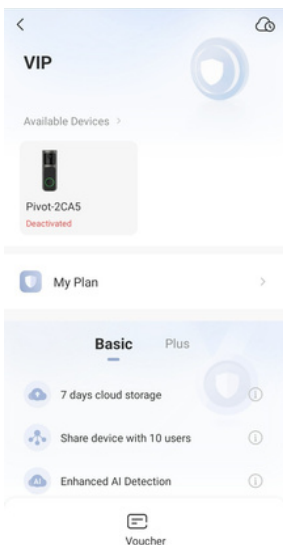 VIP
Available Devices >
Pivot-2CA5
Deactivated
My Plan
Basic Plus
7 days cloud storage
Share device with 10 users
AI Enhanced AI Detection
Voucher